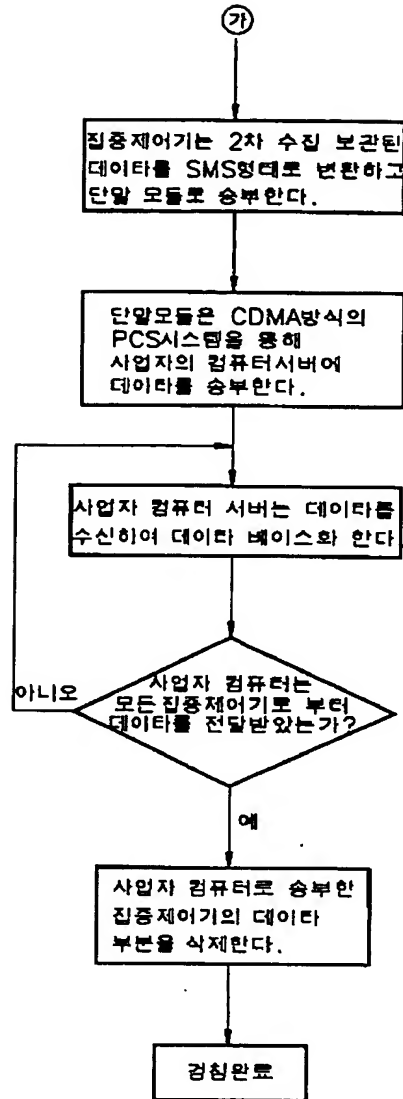 가
집중제어기는 2차 수집 보관된
데이타를 SMS형태로 변환하고
단말 모듈로 송부한다.
단말모듈은 CDMA방식의
PCS시스템을 통해
사업자의 컴퓨터서버에
데이타를 송부한다.
사업자 컴퓨터 서버는 데이타를
수신하여 데이타 베이스화 한다
사업자 컴퓨터는
모든집중제어기로 부터
데이타를 전달받았는가?
아니오
예
사업자 컴퓨터로 송부한
집중제어기의 데이타
부분을 삭제한다.
검침완료